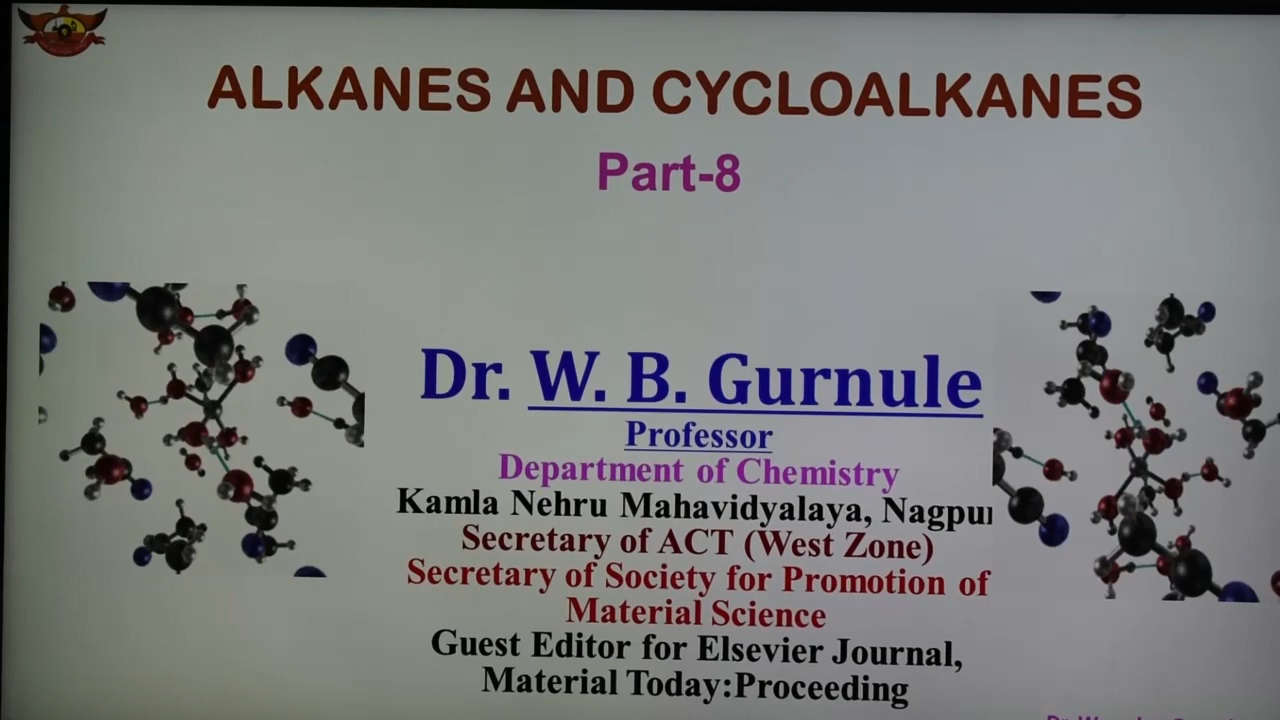 ALKANES AND CYCLOALKANES
Part-8
Dr. W. B. Gurnule
Professor
Department of Chemistry
Kamla Nehru Mahavidyalaya, Nagpur
Secretary of ACT (West Zone)
Secretary of Society for Promotion of
Material Science
Guest Editor for Elsevier Journal,
Material Today:Proceeding